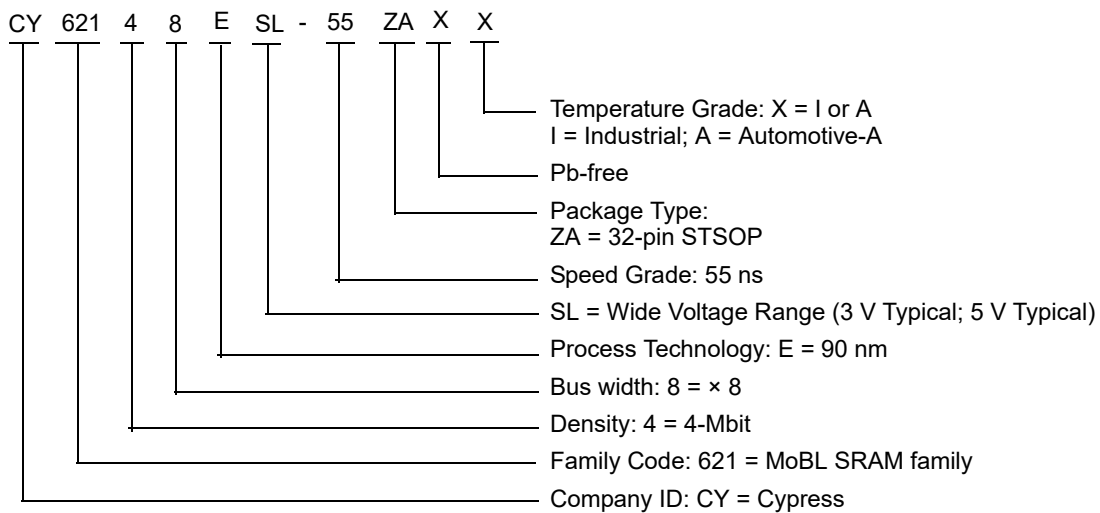 CY 621 4 8 E SL - 55 ZA X X
Temperature Grade: X = I or A
I = Industrial; A = Automotive-A
Pb-free
Package Type:
ZA = 32-pin STSOP
Speed Grade: 55 ns
SL = Wide Voltage Range (3 V Typical; 5 V Typical)
Process Technology: E = 90 nm
Bus width: 8 = × 8
Density: 4 = 4-Mbit
Family Code: 621 = MoBL SRAM family
Company ID: CY = Cypress